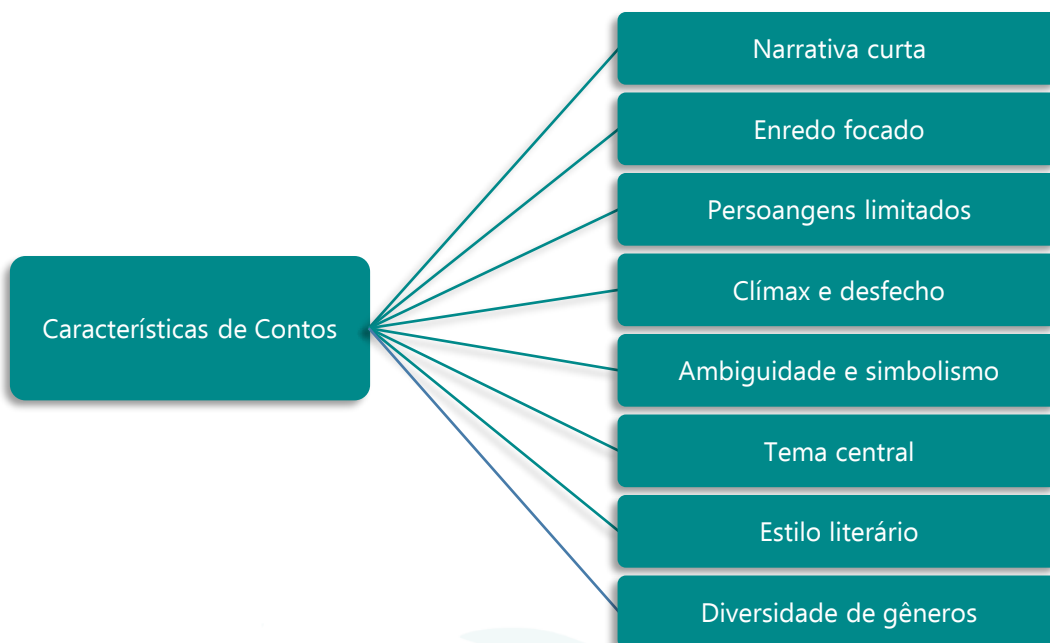 Narrativa curta
Enredo focado
Persoangens limitados
Clímax e desfecho
Características de Contos
Ambiguidade e simbolismo
Tema central
Estilo literário
Diversidade de gêneros